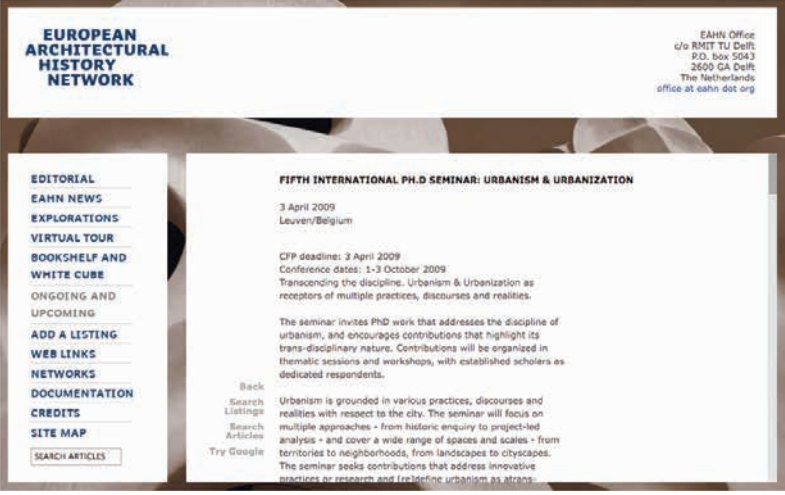 EUROPEAN
ARCHITECTURAL
HISTORY
NETWORK
EAHN Office
c/o RMIT TU Delft
P.O. box 5043
2600 GA Delft
The Netherlands
office at eahn dot org
EDITORIAL
EAHN NEWS
EXPLORATIONS
VIRTUAL TOUR
BOOKSHELF AND
WHITE CUBE
ONGOING AND
UPCOMING
ADD A LISTING
WEB LINKS
NETWORKS
DOCUMENTATION
CREDITS
SITE MAP
SEARCH ARTICLES
Back
Search
Listings
Search
Articles
Try Google
FIFTH INTERNATIONAL PH.D SEMINAR: URBANISM & URBANIZATION
3 April 2009
Leuven/Belgium
CFP deadline: 3 April 2009
Conference dates: 1-3 October 2009
Transcending the discipline. Urbanism & Urbanization as
receptors of multiple practices, discourses and realities.
The seminar invites PhD work that addresses the discipline of
urbanism, and encourages contributions that highlight its
trans-disciplinary nature. Contributions will be organized in
thematic sessions and workshops, with established scholars as
dedicated respondents.
Urbanism is grounded in various practices, discourses and
realities with respect to the city. The seminar will focus on
multiple approaches - from historic enquiry to project-led
analysis - and cover a wide range of spaces and scales - from
territories to neighborhoods, from landscapes to cityscapes.
The seminar seeks contributions that address innovative
practices or research and [re]define urbanism as atrans-